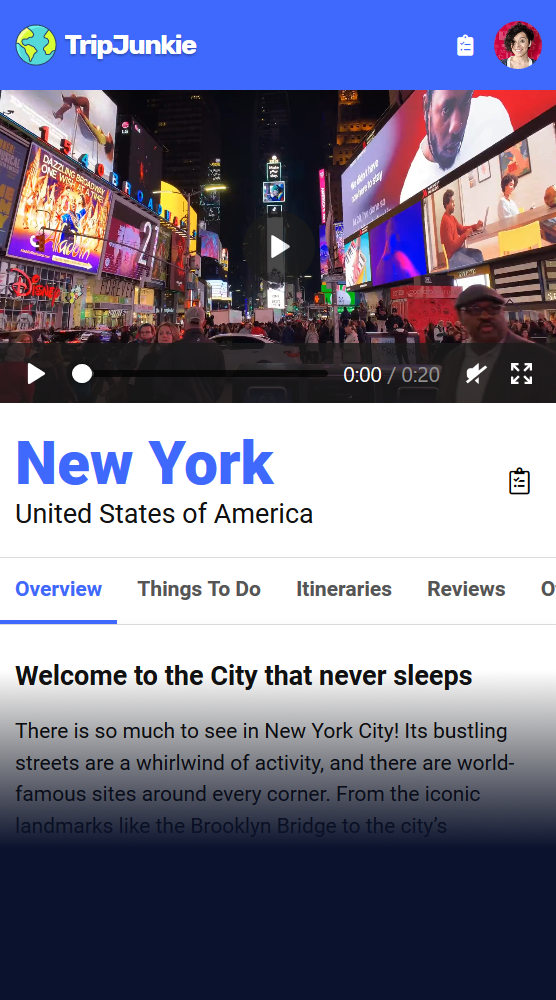 TripJunkie
DAZZLING BROADWAY
Disney
0:00 / 0:20
New York
United States of America
Overview
Things To Do
Itineraries
Reviews
Welcome to the City that never sleeps
There is so much to see in New York City! Its bustling
streets are a whirlwind of activity, and there are world-
famous sites around every corner. From the iconic
landmarks like the Brooklyn Bridge to the city’s